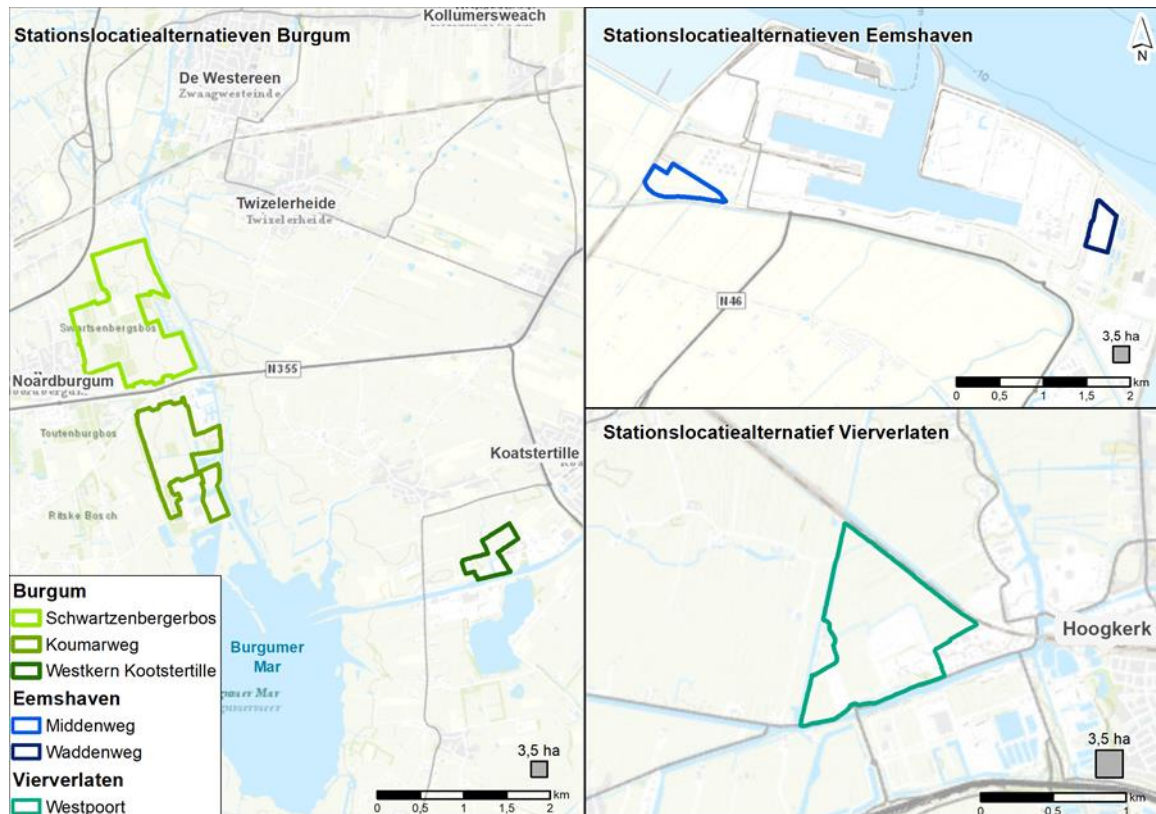 Stationslocatiealternatieven Burgum
Kollumersweach
De Westereen
Zwaagwesteinde
Twizelerheide
Twizelerheide
Swartsenbergsbos
N355
Noardburgum
Toutenburgbos
Koatstertille
Ritske Bosch
Burgumer
Mar
Burgum
Schwartzenbergerbos
Koumarweg
Westkern Kootstertille
Eemshaven
Middenweg
Waddenweg
Vierverlaten
Westpoort
3,5 ha
km
0 0,5 1 1,5 2
Stationslocatiealternatieven Eemshaven
N
-10
N46
3,5 ha
km
0 0,5 1 1,5 2
Stationslocatiealternatief Vierverlaten
Hoogkerk
3,5 ha
km
0 0,5 1